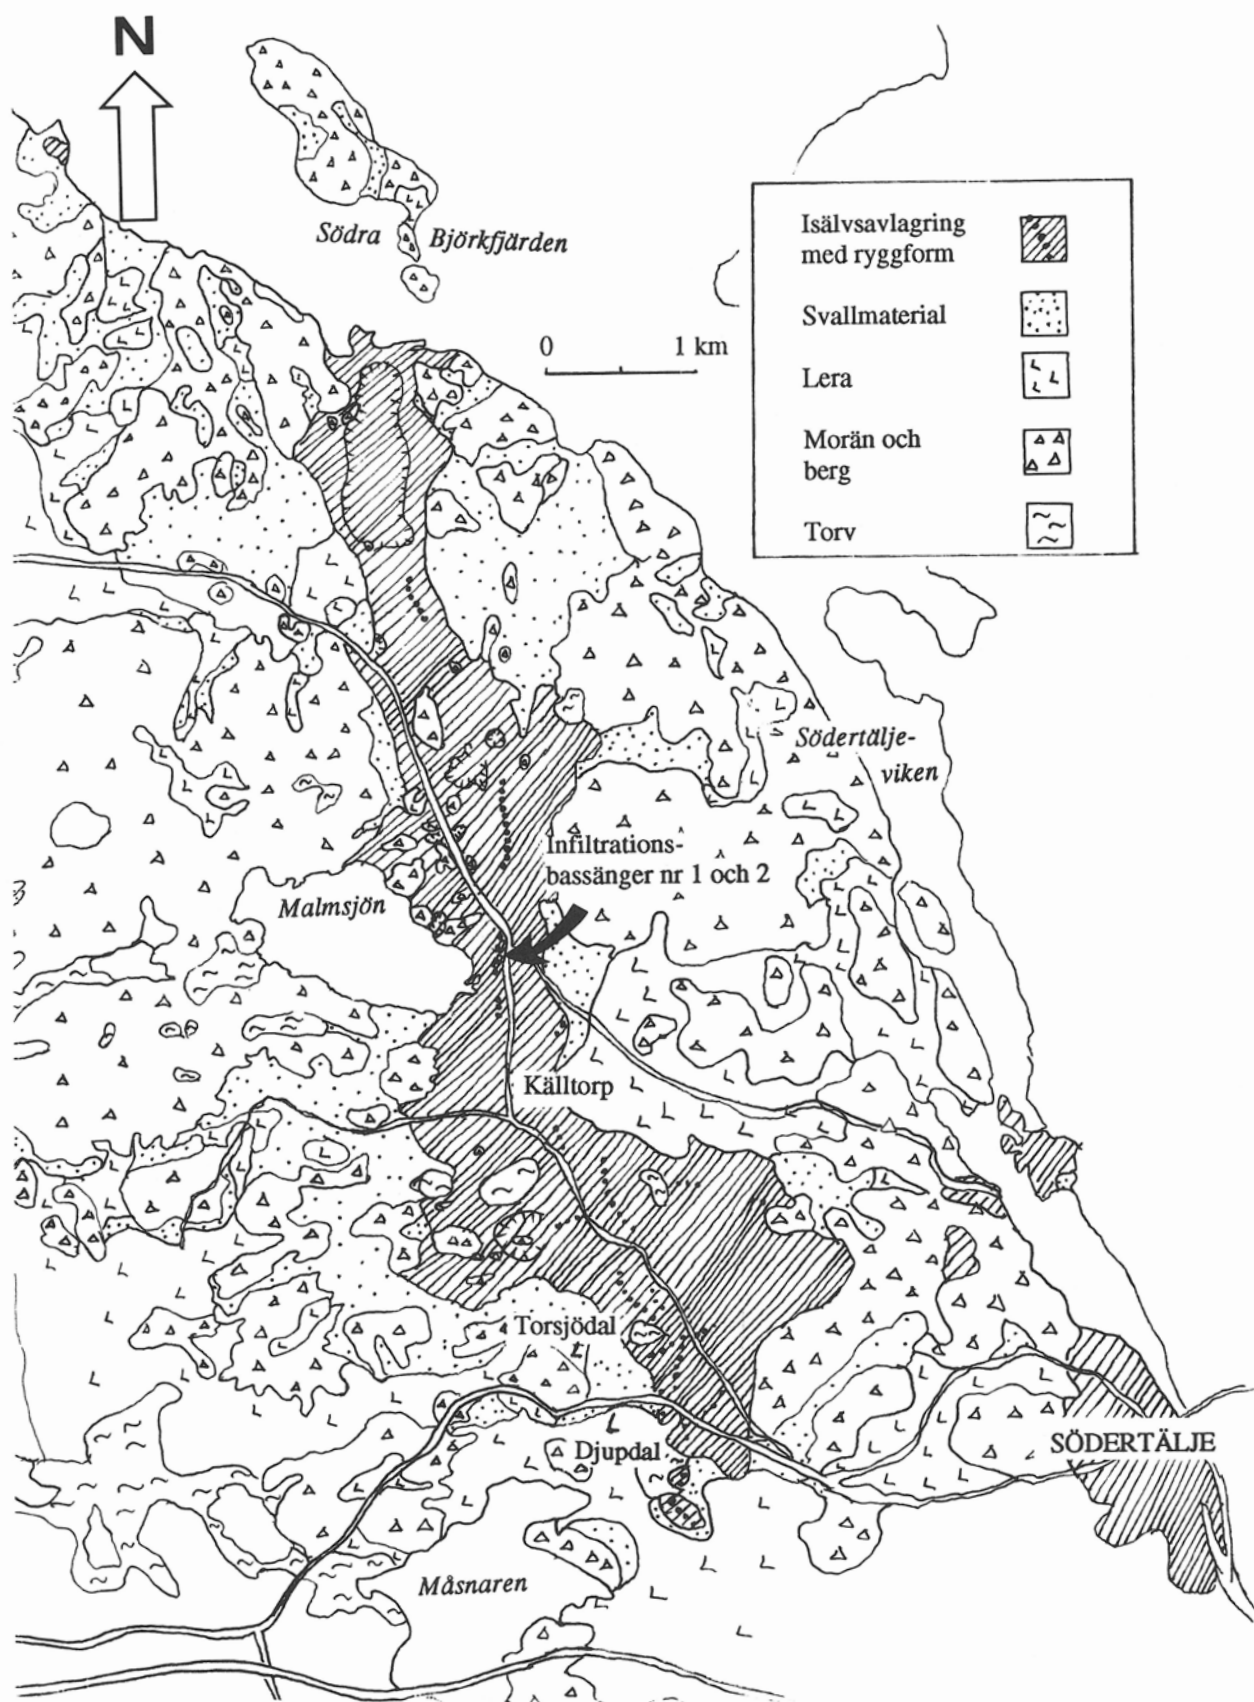 N
Södra Björkfjärden
Isälvsavlagring
med ryggform
Svallmaterial
Lera
Morän och
berg
Torv
0 1 km
Södertälje-
viken
Infiltrations-
bassänger nr 1 och 2
Malmsjön
Källtorp
Torsjödal
Djupdal
SÖDERTÄLJE
Måsnaren